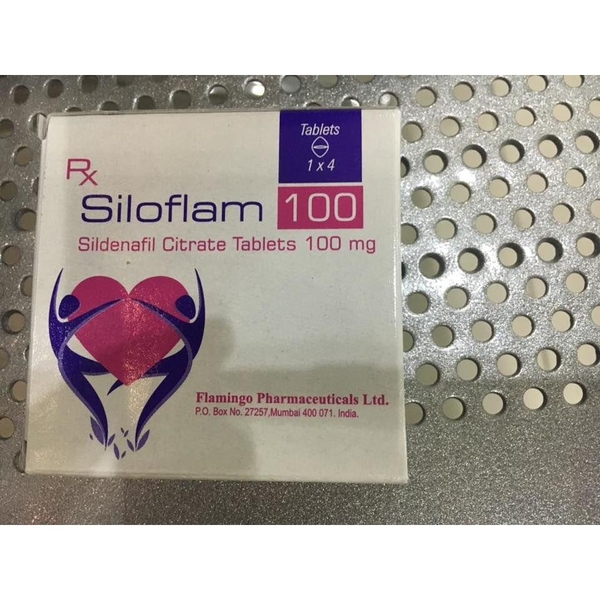 Tablets
1 x 4
Rx
Siloflam 100
Sildenafil Citrate Tablets 100 mg
Flamingo Pharmaceuticals Ltd.
P.O. Box No. 27257,Mumbai 400 071. India.